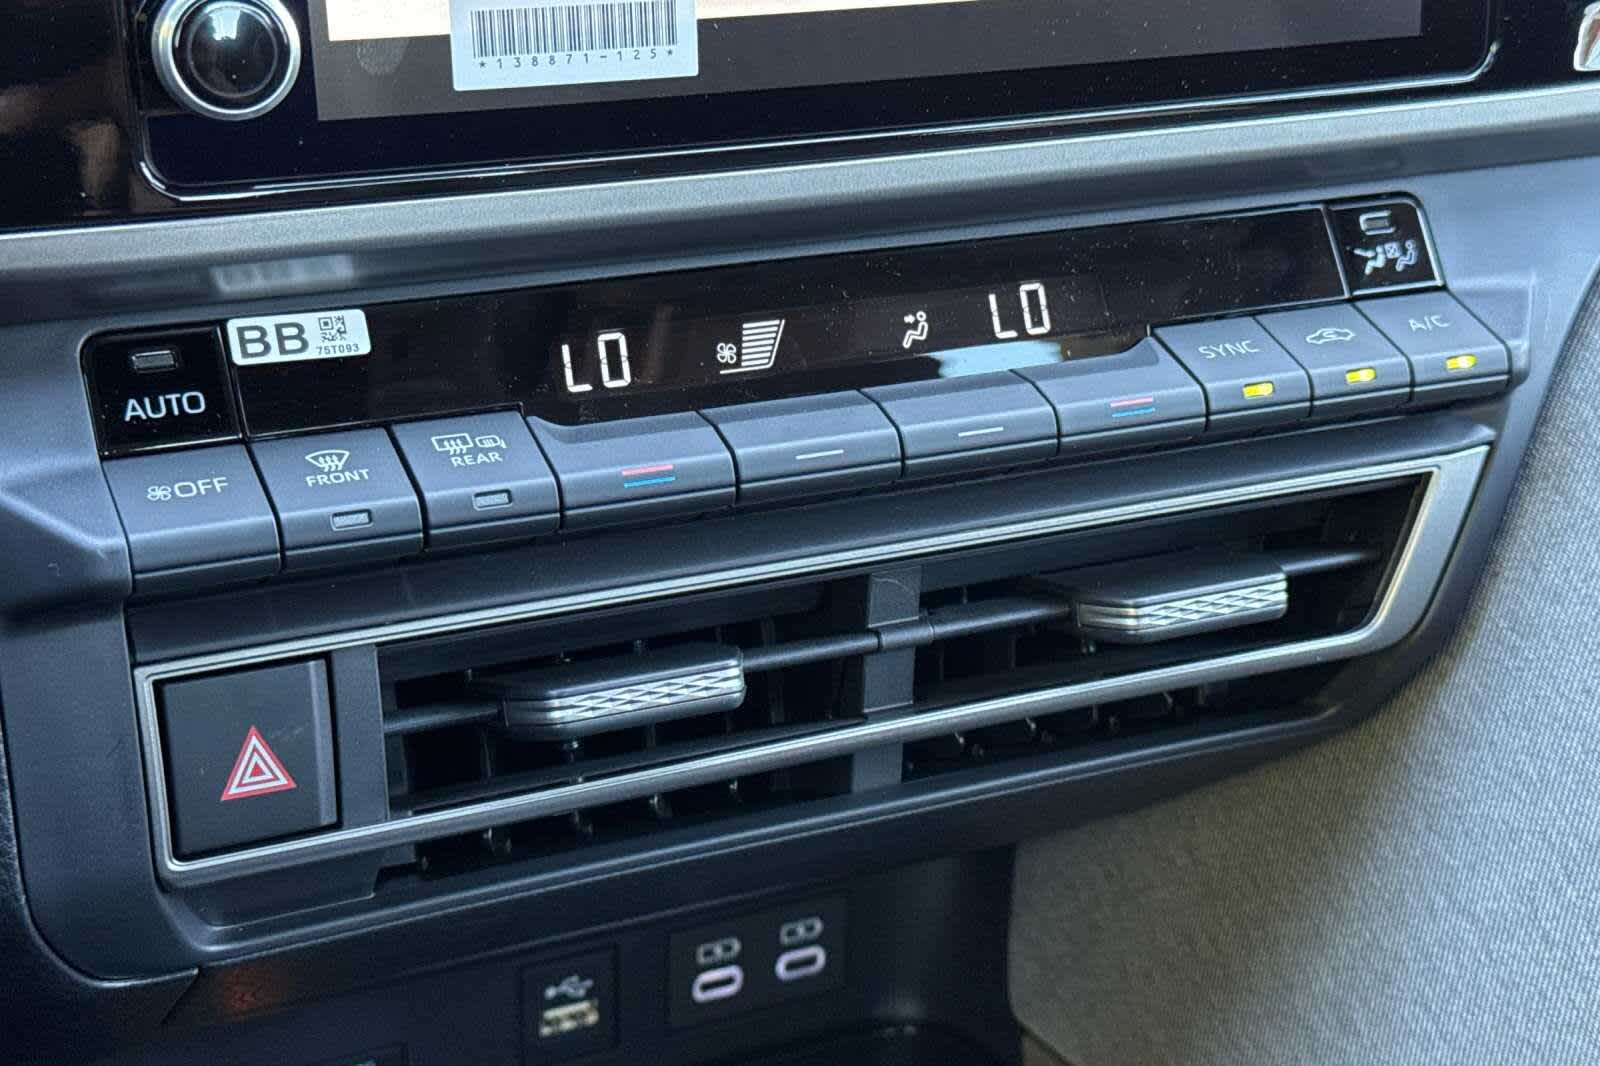 *138871-125*
BB
75T093
AUTO
LO
LO
SYNC
A/C
OFF
FRONT
REAR